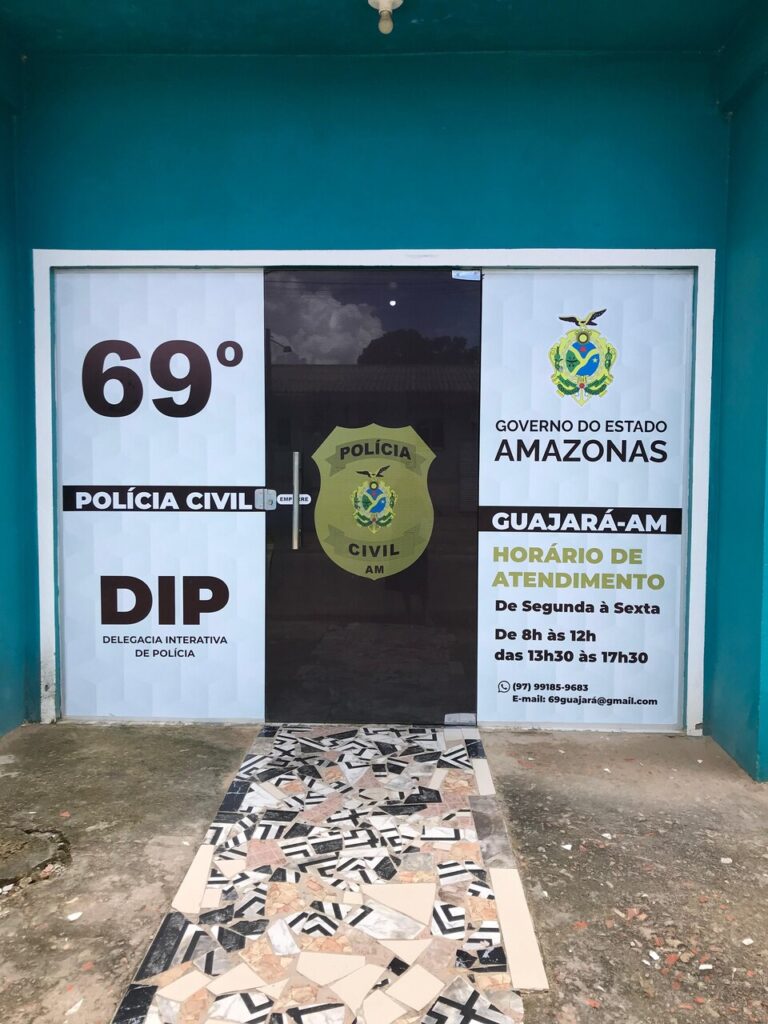 69º
POLÍCIA CIVIL
DIP
DELEGACIA INTERATIVA
DE POLÍCIA
POLÍCIA
CIVIL
AM
GOVERNO DO ESTADO
AMAZONAS
GUAJARÁ-AM
HORÁRIO DE
ATENDIMENTO
De Segunda à Sexta
De 8h às 12h
das 13h30 às 17h30
(97) 99185-9683
E-mail: 69guajará@gmail.com